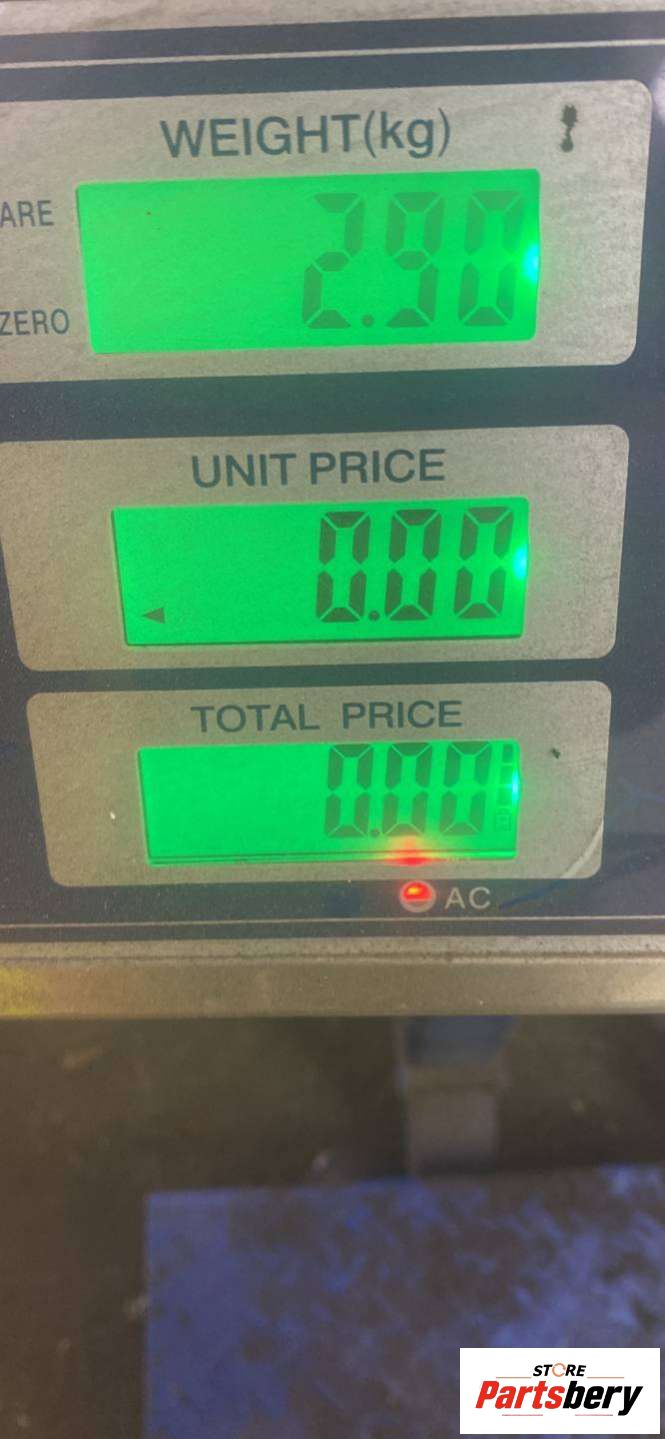 WEIGHT(kg)
ARE
2.90
ZERO
UNIT PRICE
0.00
TOTAL PRICE
0.00
AC
STORE
Partsbery